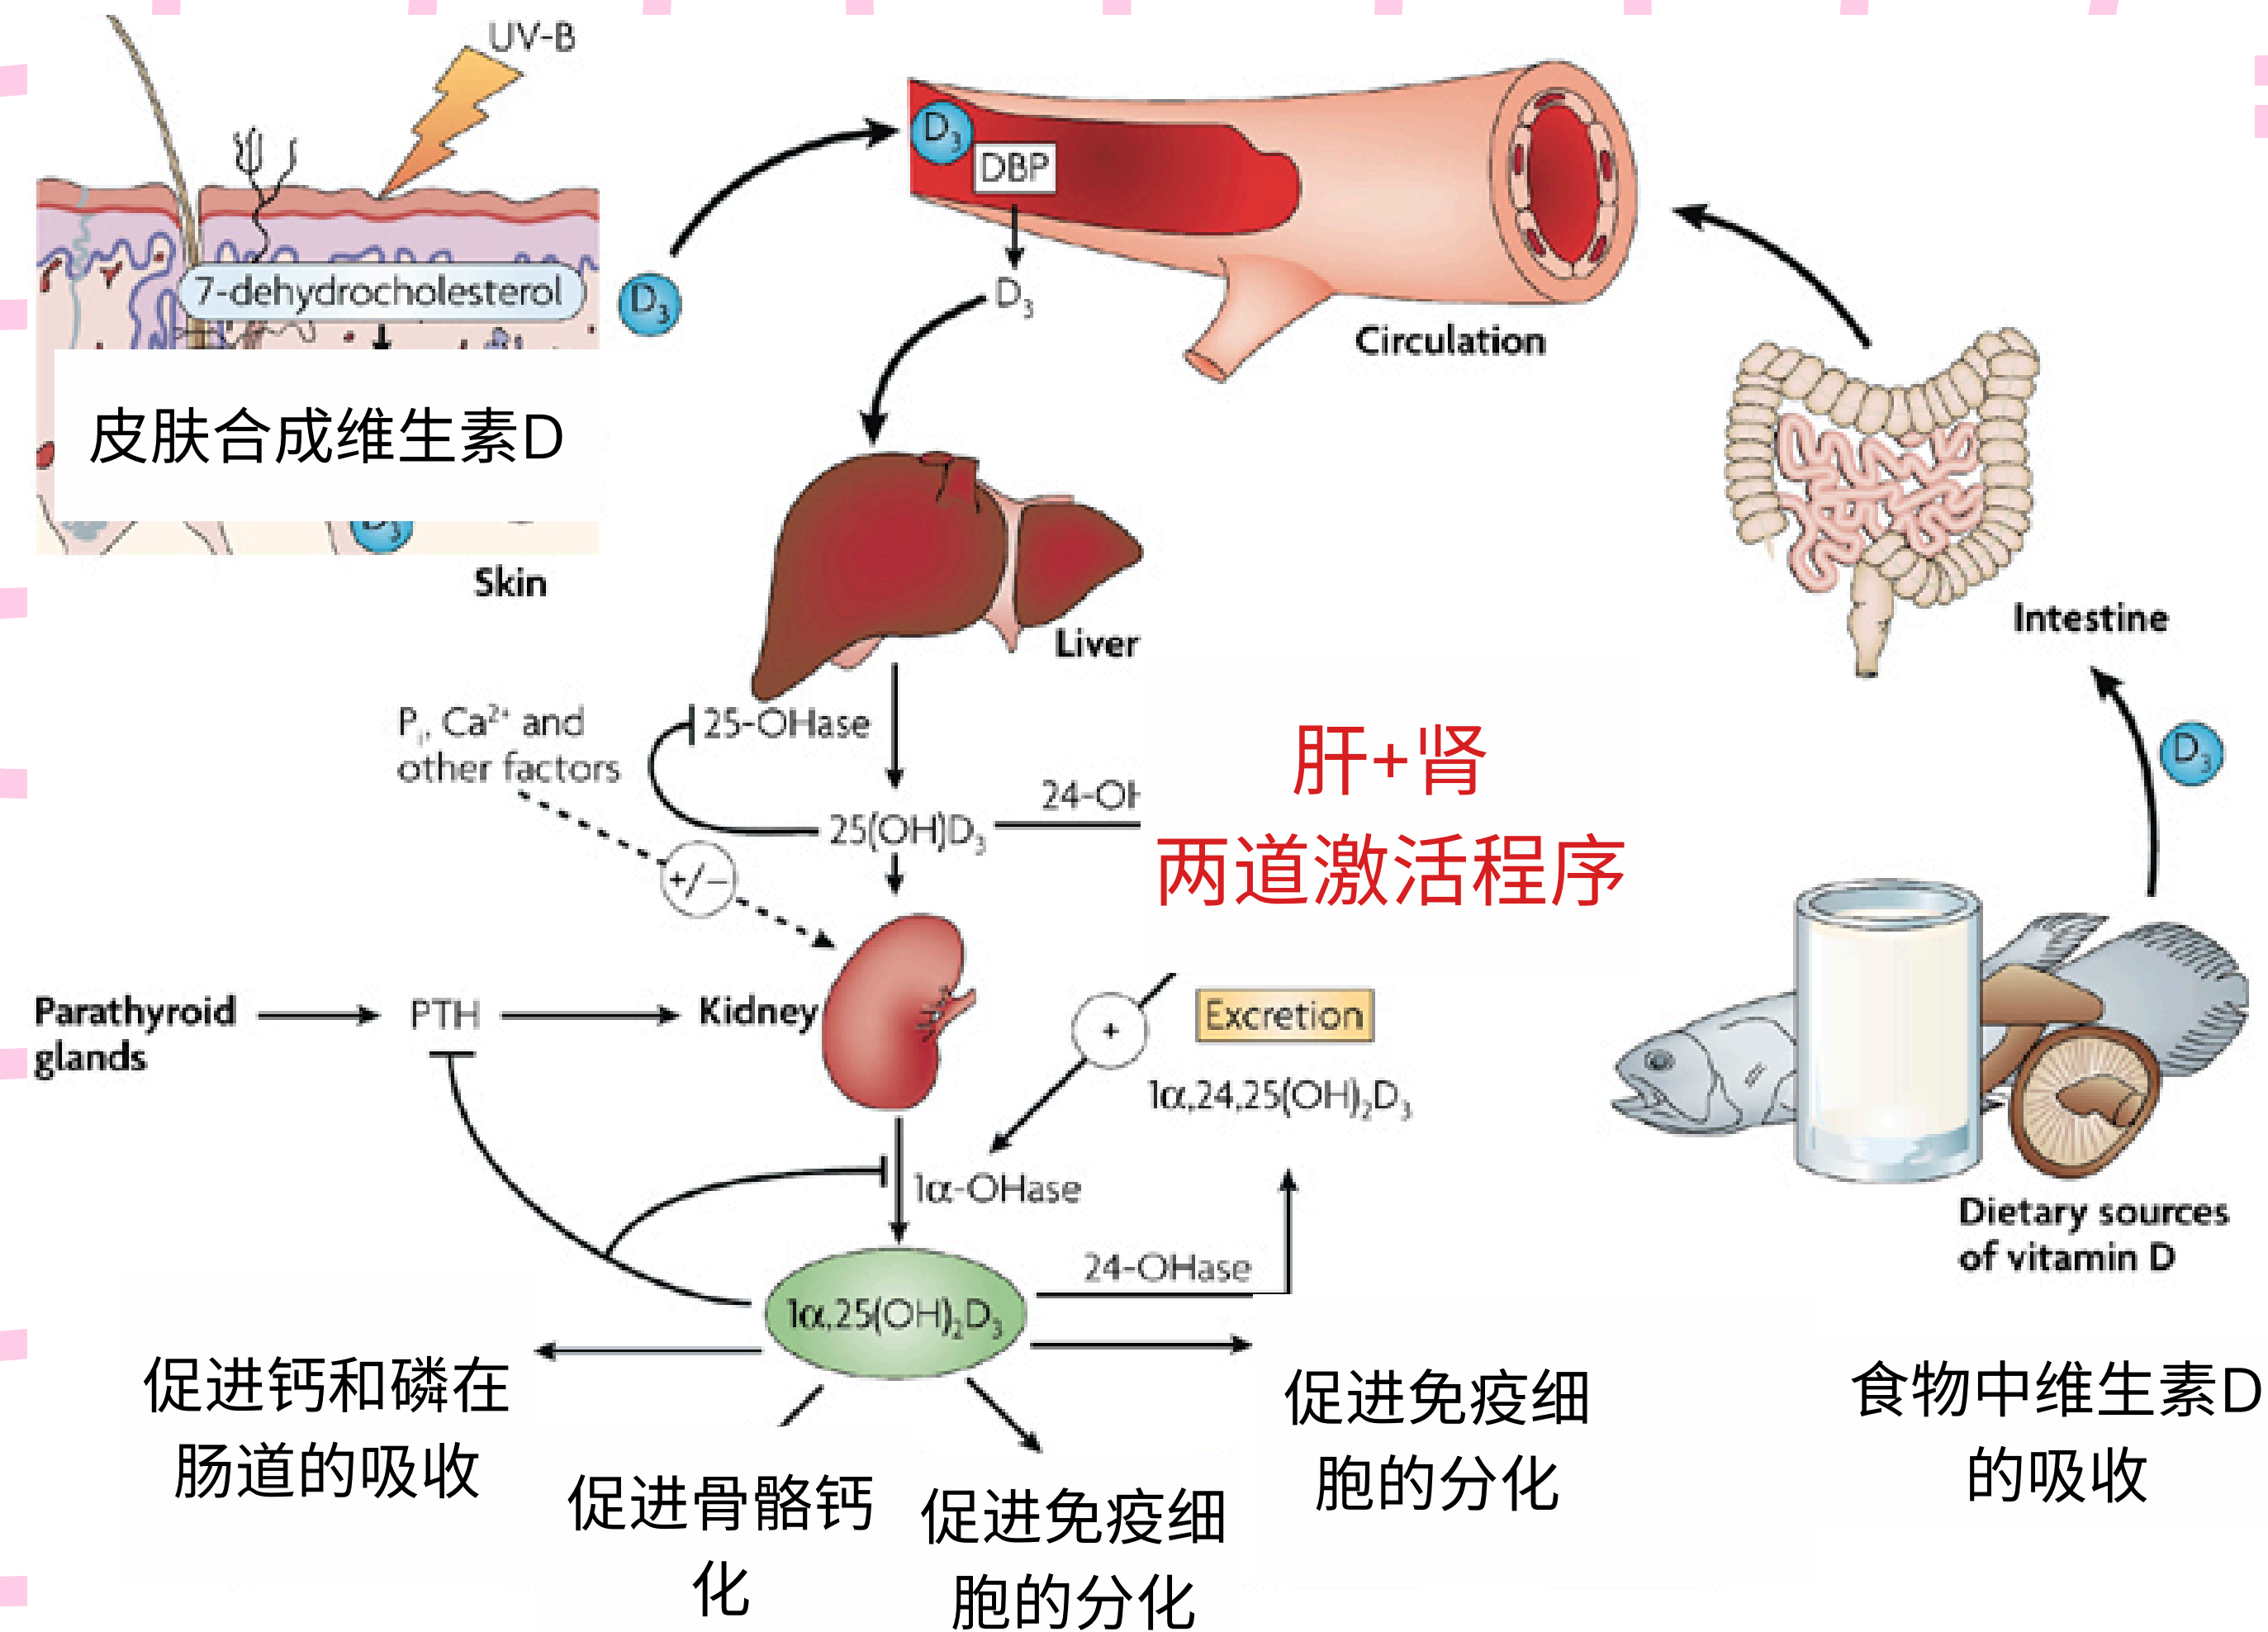 UV-B
7-dehydrocholesterol
皮肤合成维生素D
D₃
Skin
D₃
D₃
DBP
D₃
Circulation
Liver
Intestine
D₃
Pᵢ, Ca²⁺ and
other factors
25-OHase
25(OH)D₃
24-OH
肝+肾
两道激活程序
+/−
Parathyroid
glands
PTH
Kidney
+
Excretion
1α,24,25(OH)₂D₃
1α-OHase
24-OHase
1α,25(OH)₂D₃
Dietary sources
of vitamin D
促进钙和磷在
肠道的吸收
促进骨骼钙
化
促进免疫细
胞的分化
促进免疫细
胞的分化
食物中维生素D
的吸收